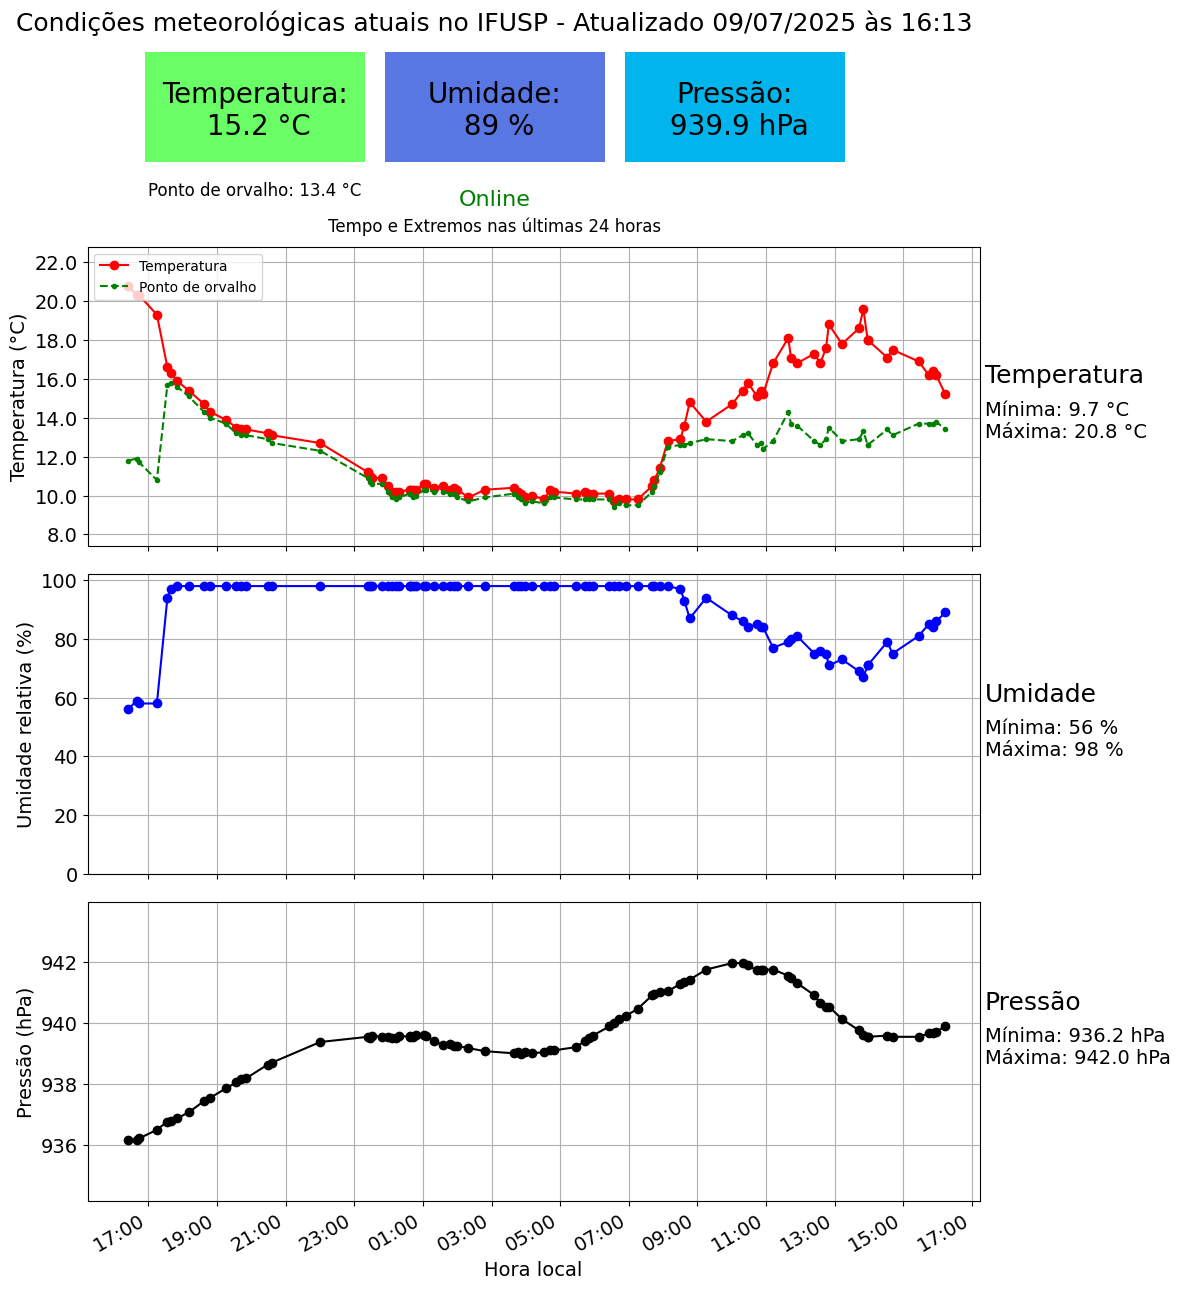 Condições meteorológicas atuais no IFUSP - Atualizado 09/07/2025 às 16:13
Temperatura:
15.2 °C
Umidade:
89 %
Pressão:
939.9 hPa
Ponto de orvalho: 13.4 °C
Online
Tempo e Extremos nas últimas 24 horas
Temperatura (°C)
22.0
20.0
18.0
16.0
14.0
12.0
10.0
8.0
Temperatura
Ponto de orvalho
Temperatura
Mínima: 9.7 °C
Máxima: 20.8 °C
Umidade relativa (%)
100
80
60
40
20
0
Umidade
Mínima: 56 %
Máxima: 98 %
Pressão (hPa)
942
940
938
936
Pressão
Mínima: 936.2 hPa
Máxima: 942.0 hPa
17:00
19:00
21:00
23:00
01:00
03:00
05:00
07:00
09:00
11:00
13:00
15:00
17:00
Hora local